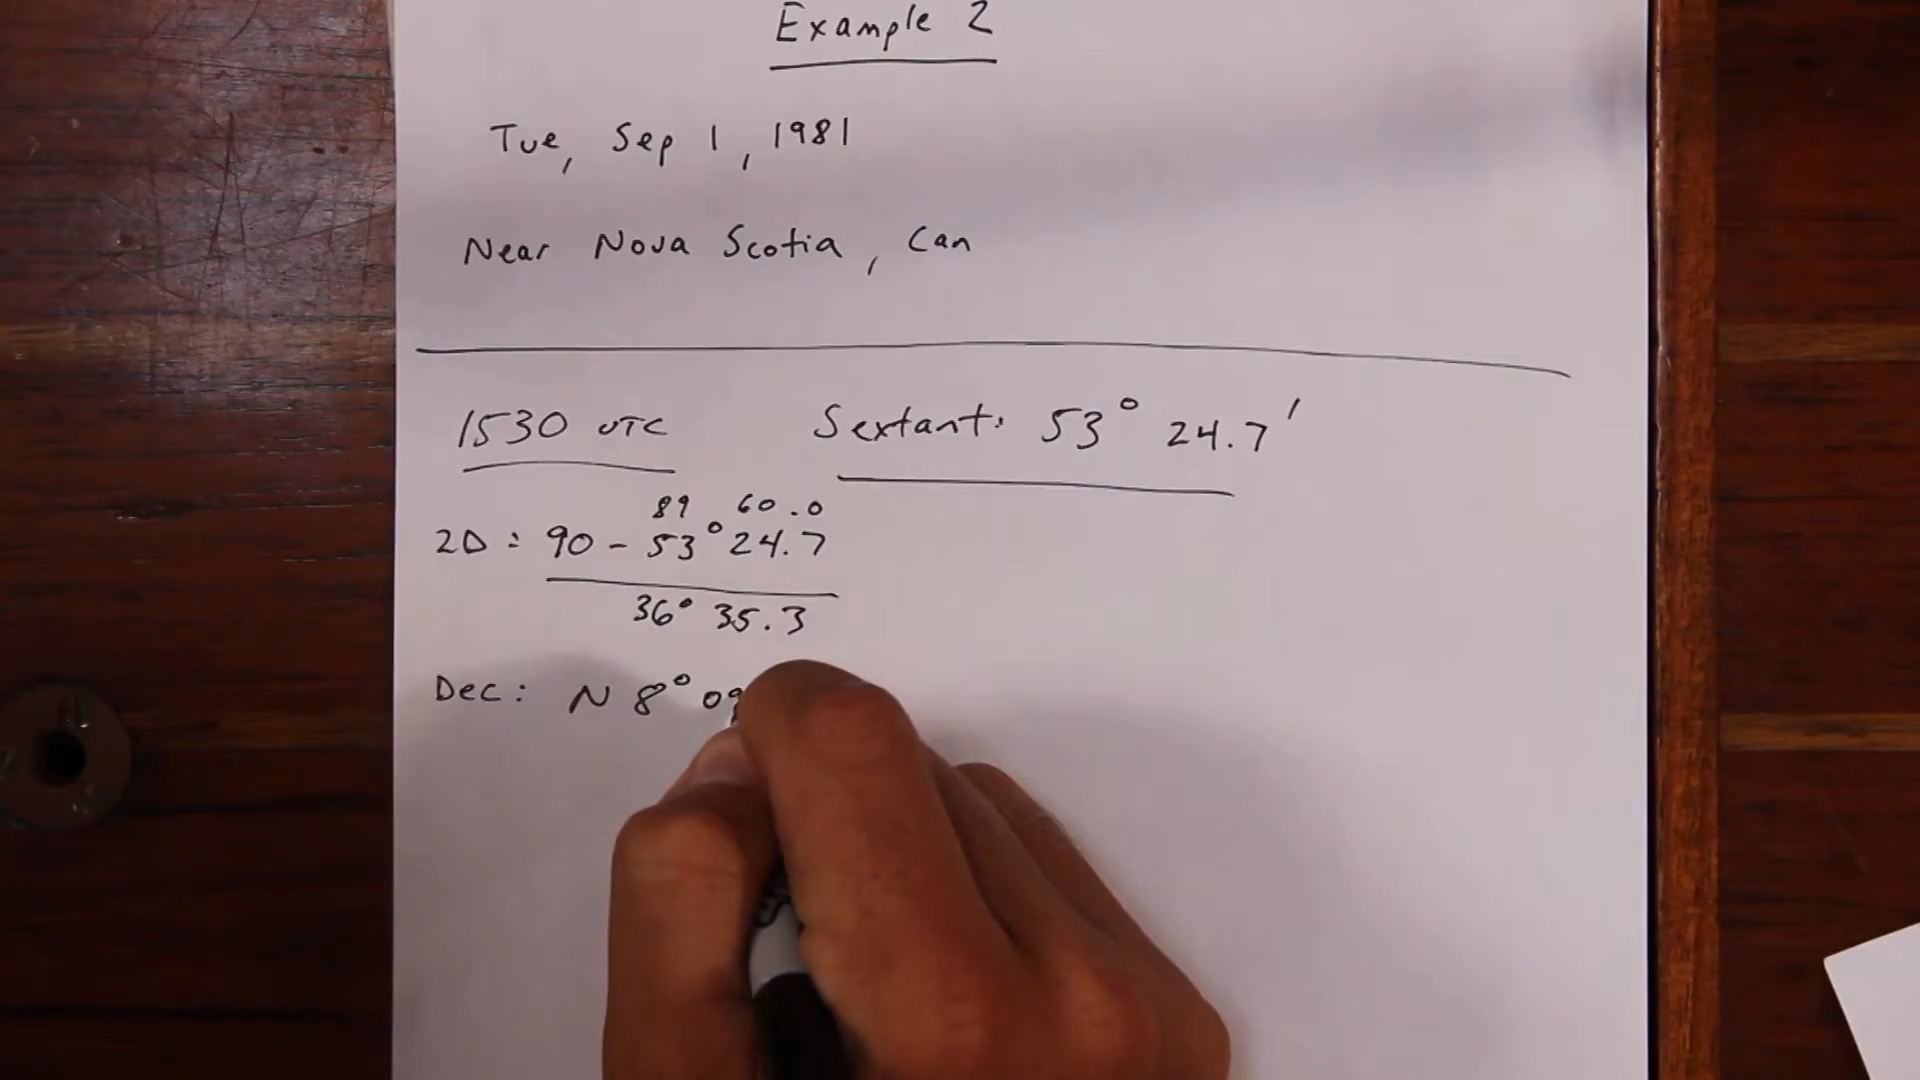 Example 2
Tue, Sep 1, 1981
Near Nova Scotia, Can
1530 UTC Sextant: 53° 24.7'
89 60.0
ZD: 90 - 53° 24.7
36° 35.3
Dec: N 8° 09